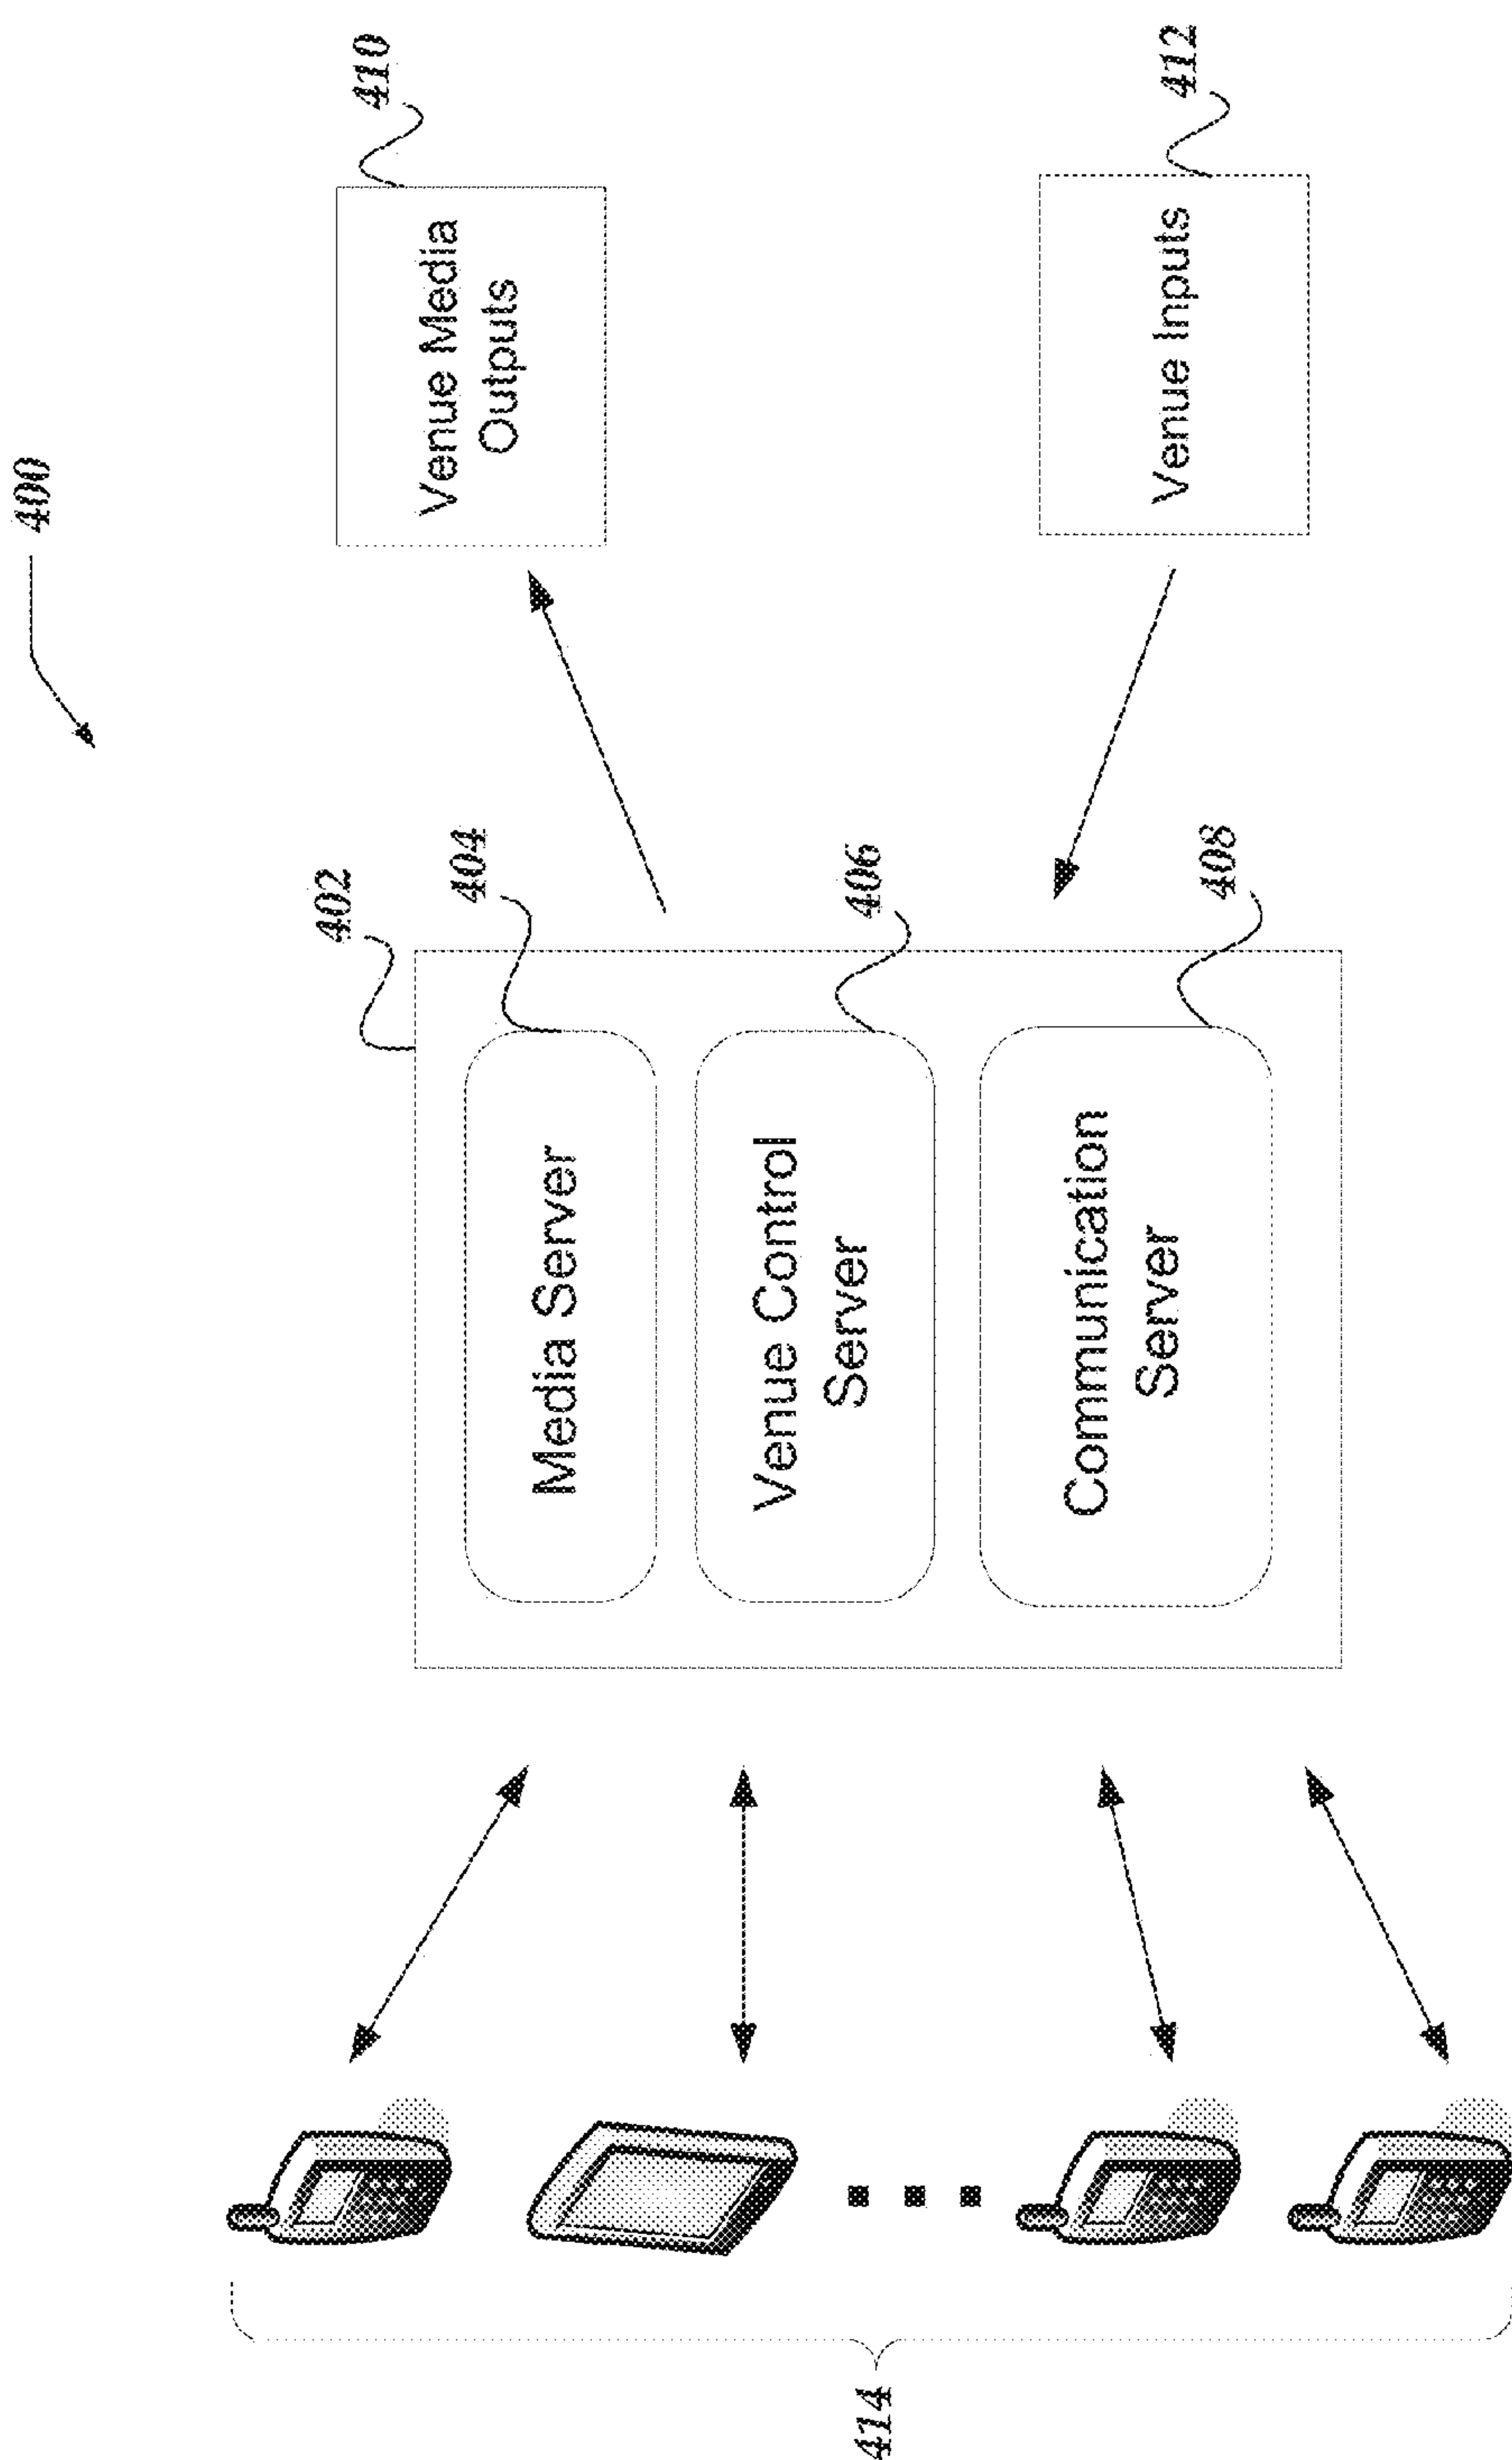 400
402
404
Media Server
406
Venue Control
Server
408
Communication
Server
410
Venue Media
Outputs
412
Venue Inputs
414